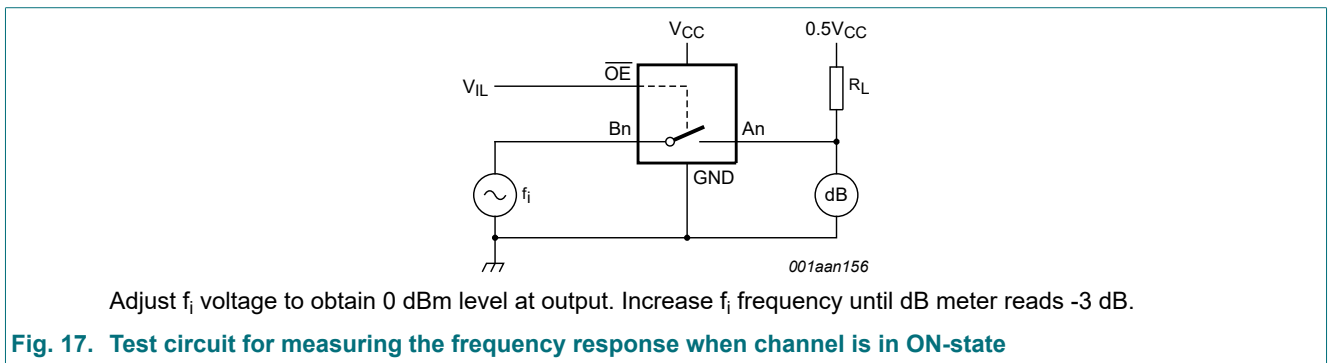 VCC 0.5VCC
OE
VIL RL
Bn An
GND
fi dB
001aan156
Adjust fi voltage to obtain 0 dBm level at output. Increase fi frequency until dB meter reads -3 dB.
Fig. 17. Test circuit for measuring the frequency response when channel is in ON-state